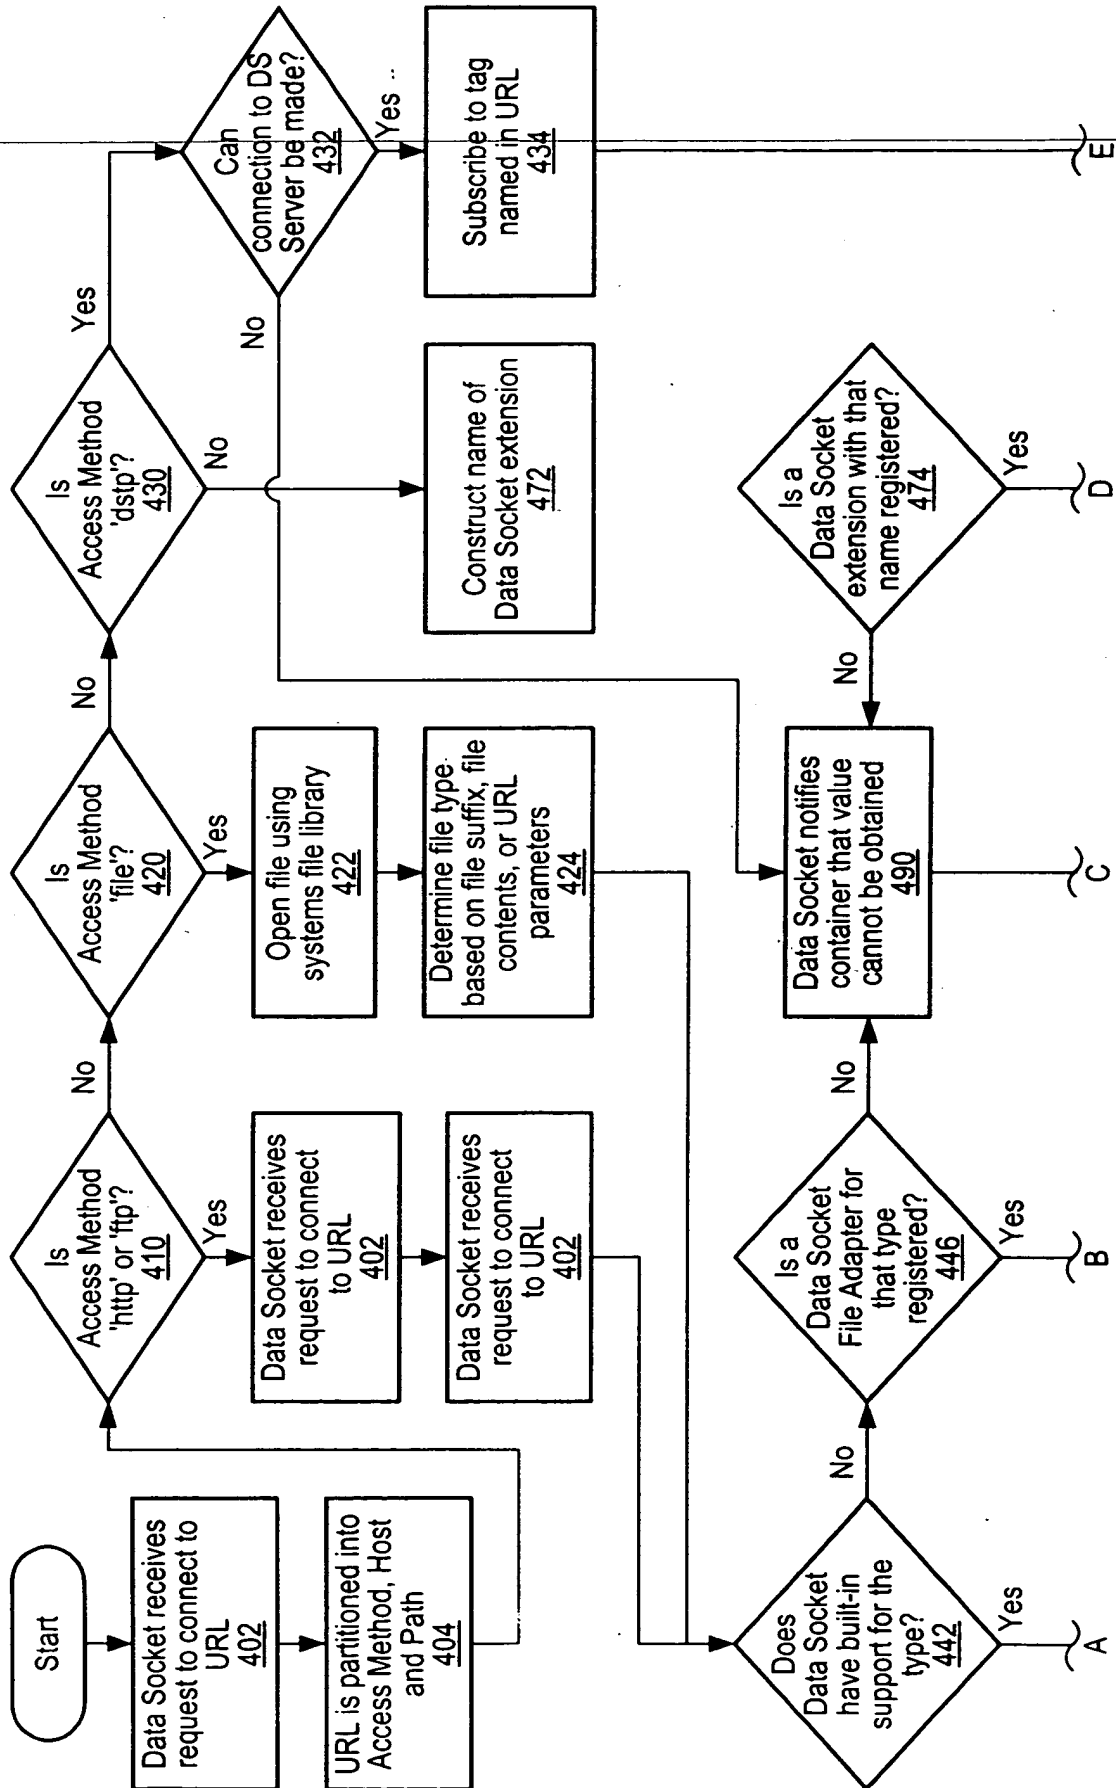 Start
Data Socket receives
request to connect to
URL
402
URL is partitioned into
Access Method, Host
and Path
404
Is
Access Method
'http' or 'ftp'?
410
No
Yes
Data Socket receives
request to connect
to URL
402
Data Socket receives
request to connect
to URL
402
Is
Access Method
'file'?
420
No
Yes
Open file using
systems file library
422
Determine file type
based on file suffix, file
contents, or URL
parameters
424
Is
Access Method
'dstp'?
430
Yes
No
Construct name of
Data Socket extension
472
Can
connection to DS
Server be made?
432
No
Yes
Subscribe to tag
named in URL
434
E
Does
Data Socket
have built-in
support for the
type?
442
No
Yes
A
Is a
Data Socket
File Adapter for
that type
registered?
446
No
Yes
B
Data Socket notifies
container that value
cannot be obtained
490
C
Is a
Data Socket
extension with that
name registered?
474
No
Yes
D